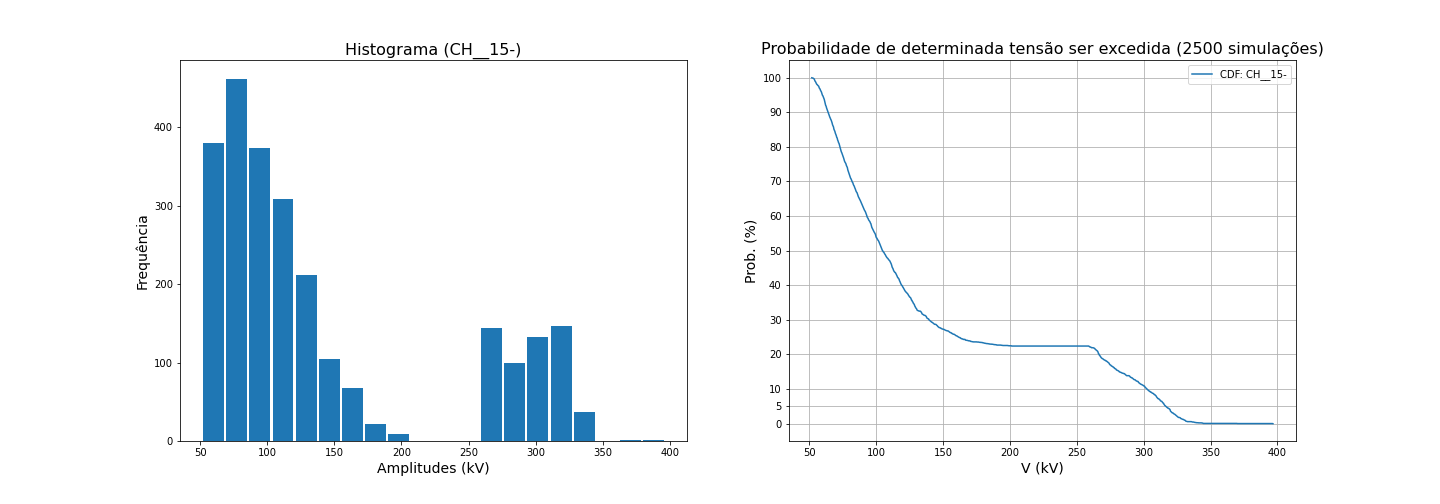 Histograma (CH__15-)
Frequência
400
300
200
100
0
50 100 150 200 250 300 350 400
Amplitudes (kV)
Probabilidade de determinada tensão ser excedida (2500 simulações)
CDF: CH__15-
Prob. (%)
100
90
80
70
60
50
40
30
20
10
5
0
50 100 150 200 250 300 350 400
V (kV)